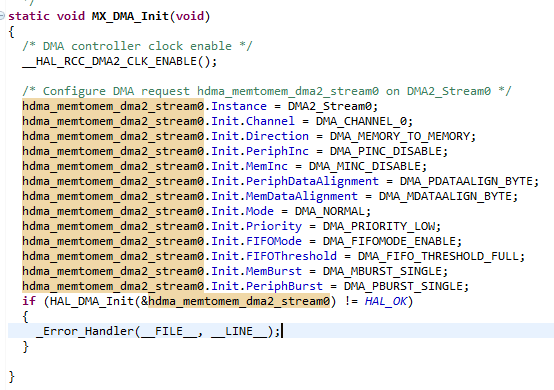 */
static void MX_DMA_Init(void)
{
/* DMA controller clock enable */
__HAL_RCC_DMA2_CLK_ENABLE();
/* Configure DMA request hdma_memtomem_dma2_stream0 on DMA2_Stream0 */
hdma_memtomem_dma2_stream0.Instance = DMA2_Stream0;
hdma_memtomem_dma2_stream0.Init.Channel = DMA_CHANNEL_0;
hdma_memtomem_dma2_stream0.Init.Direction = DMA_MEMORY_TO_MEMORY;
hdma_memtomem_dma2_stream0.Init.PeriphInc = DMA_PINC_DISABLE;
hdma_memtomem_dma2_stream0.Init.MemInc = DMA_MINC_DISABLE;
hdma_memtomem_dma2_stream0.Init.PeriphDataAlignment = DMA_PDATAALIGN_BYTE;
hdma_memtomem_dma2_stream0.Init.MemDataAlignment = DMA_MDATAALIGN_BYTE;
hdma_memtomem_dma2_stream0.Init.Mode = DMA_NORMAL;
hdma_memtomem_dma2_stream0.Init.Priority = DMA_PRIORITY_LOW;
hdma_memtomem_dma2_stream0.Init.FIFOMode = DMA_FIFOMODE_ENABLE;
hdma_memtomem_dma2_stream0.Init.FIFOThreshold = DMA_FIFO_THRESHOLD_FULL;
hdma_memtomem_dma2_stream0.Init.MemBurst = DMA_MBURST_SINGLE;
hdma_memtomem_dma2_stream0.Init.PeriphBurst = DMA_PBURST_SINGLE;
if (HAL_DMA_Init(&hdma_memtomem_dma2_stream0) != HAL_OK)
{
_Error_Handler(__FILE__, __LINE__);
}
}